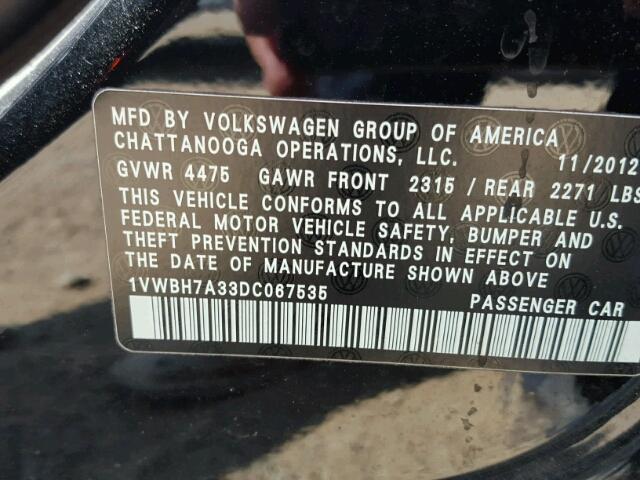 MFD BY VOLKSWAGEN GROUP OF AMERICA
CHATTANOOGA OPERATIONS, LLC. 11/2012
GVWR 4475 GAWR FRONT 2315 / REAR 2271 LBS
THIS VEHICLE CONFORMS TO ALL APPLICABLE U.S.
FEDERAL MOTOR VEHICLE SAFETY, BUMPER AND
THEFT PREVENTION STANDARDS IN EFFECT ON
THE DATE OF MANUFACTURE SHOWN ABOVE
1VWBH7A33DC067535 PASSENGER CAR